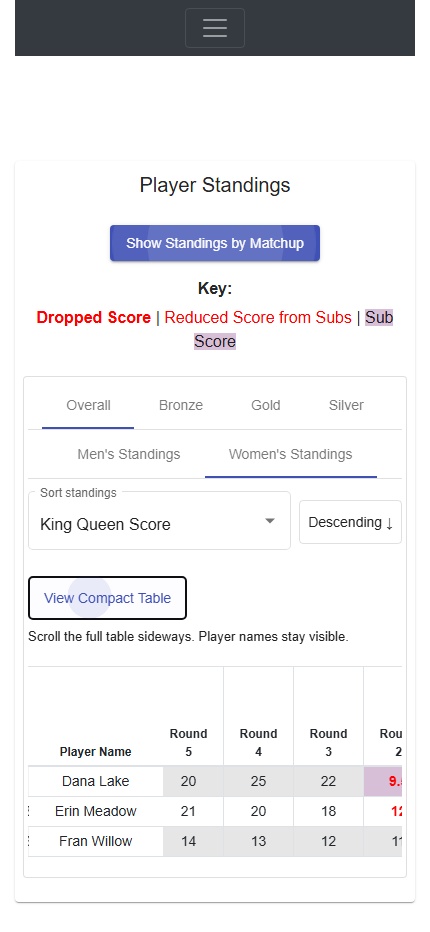 Player Standings
Show Standings by Matchup
Key:
Dropped Score | Reduced Score from Subs | Sub
Score
Overall Bronze Gold Silver
Men's Standings Women's Standings
Sort standings
King Queen Score
Descending ↓
View Compact Table
Scroll the full table sideways. Player names stay visible.
Player Name Round 5 Round 4 Round 3
Dana Lake 20 25 22
Erin Meadow 21 20 18
Fran Willow 14 13 12